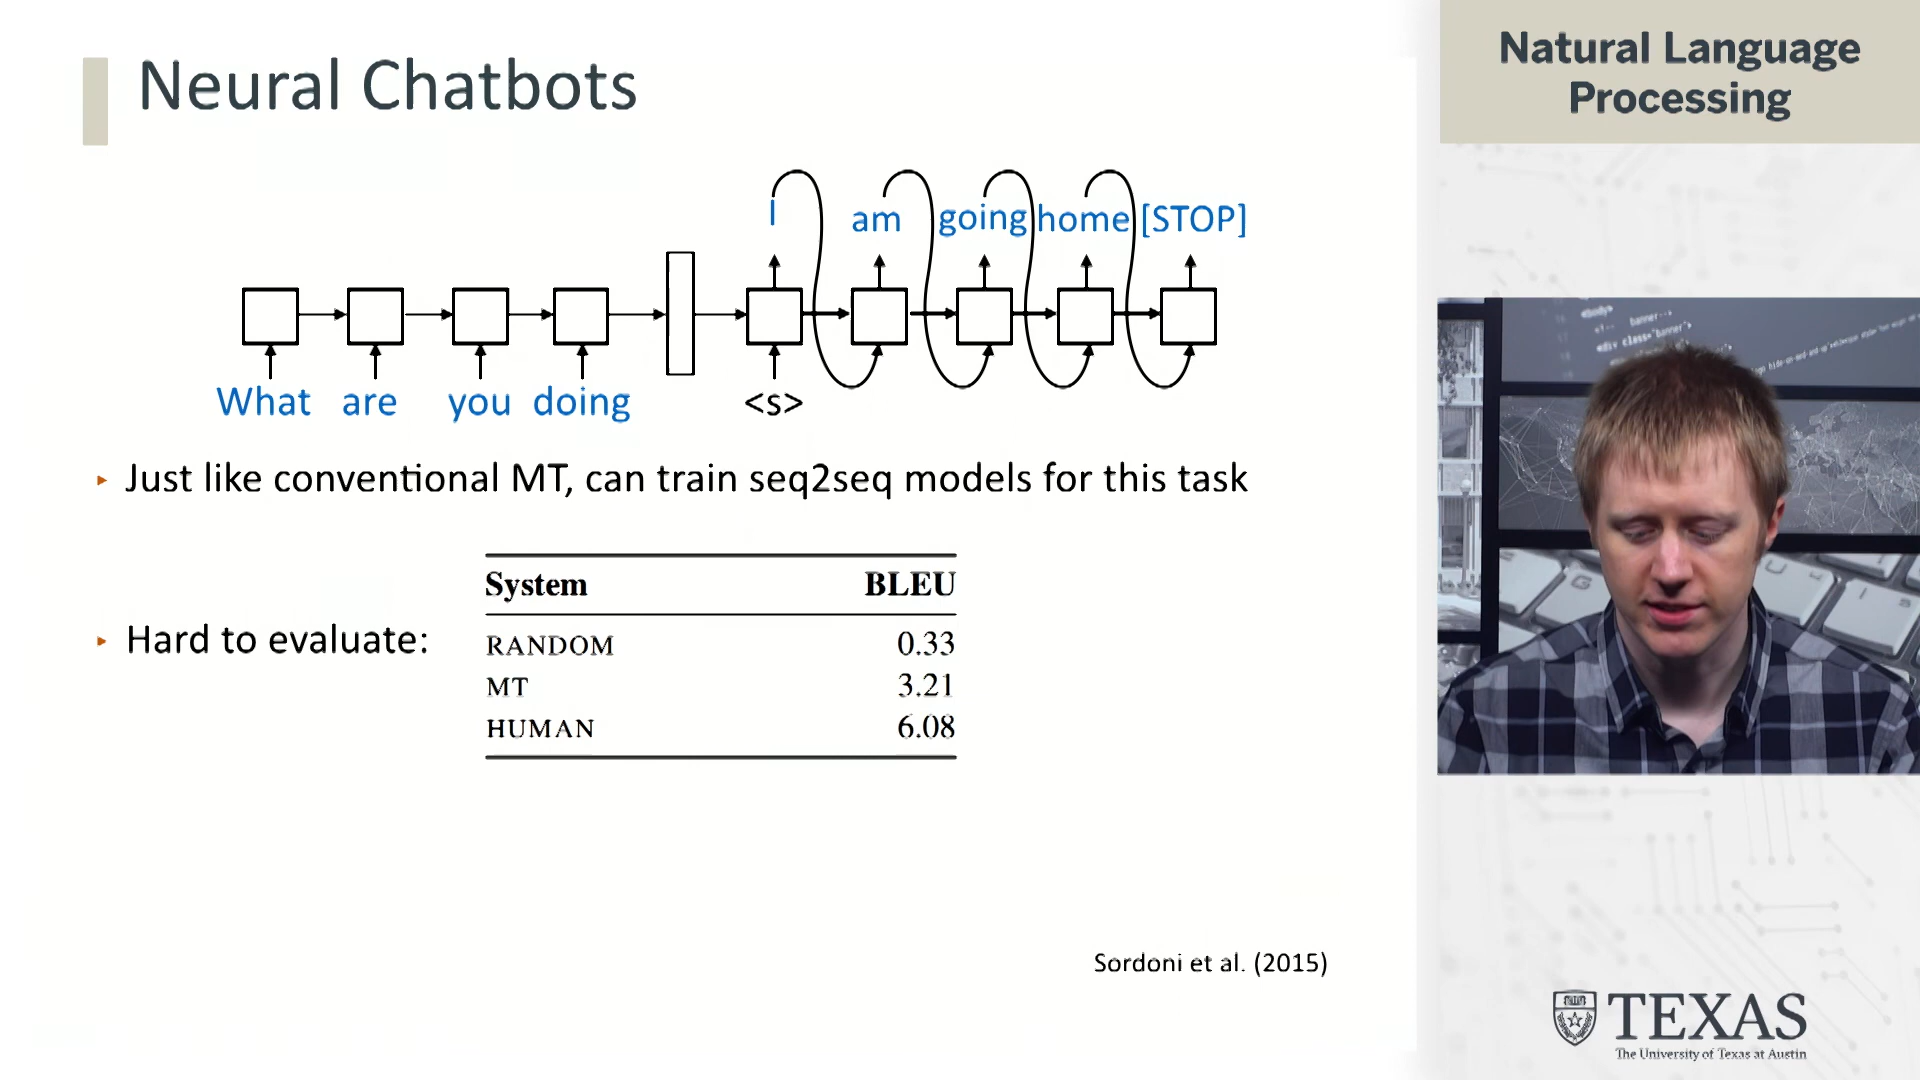 Neural Chatbots
Natural Language
Processing
I am going home [STOP]
What are you doing <s>
▸ Just like conventional MT, can train seq2seq models for this task
▸ Hard to evaluate:
System BLEU
RANDOM 0.33
MT 3.21
HUMAN 6.08
Sordoni et al. (2015)
TEXAS
The University of Texas at Austin